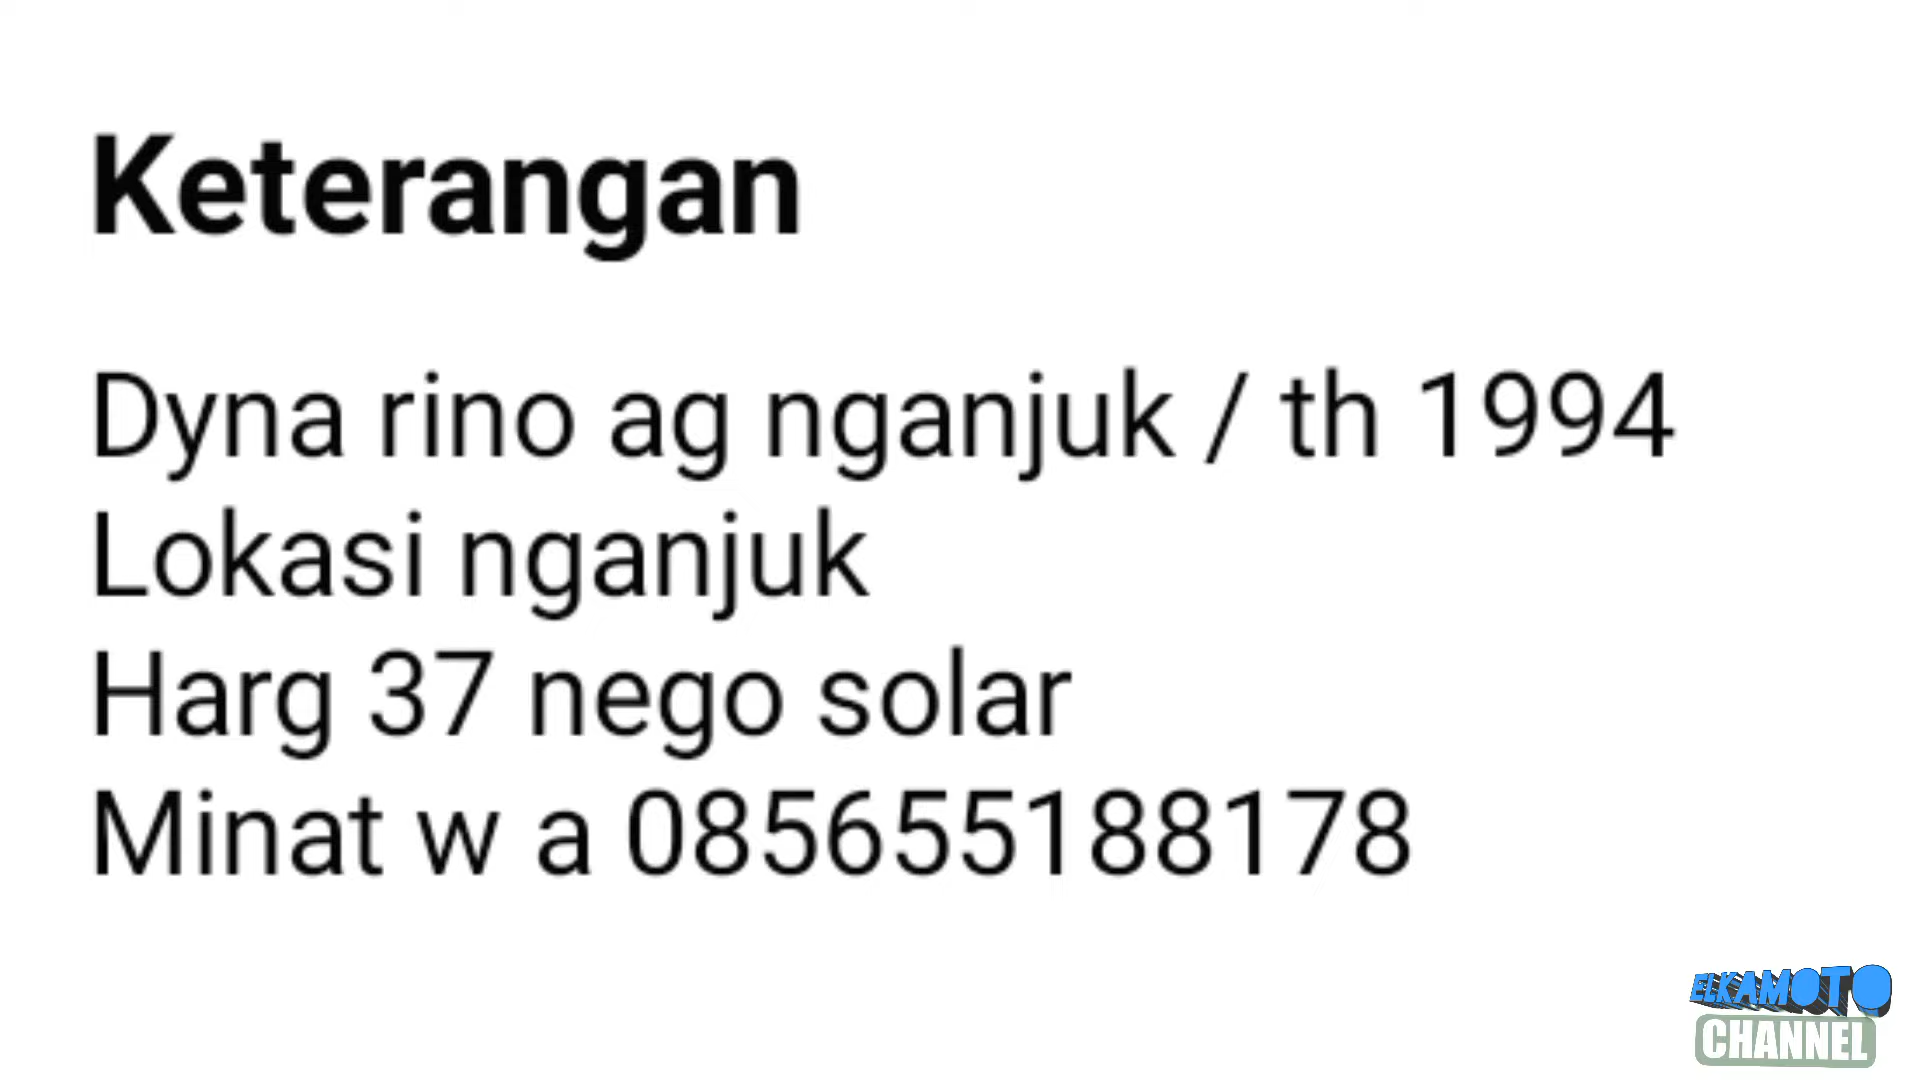 Keterangan
Dyna rino ag nganjuk / th 1994
Lokasi nganjuk
Harg 37 nego solar
Minat w a 085655188178
ELKAMOTO
CHANNEL